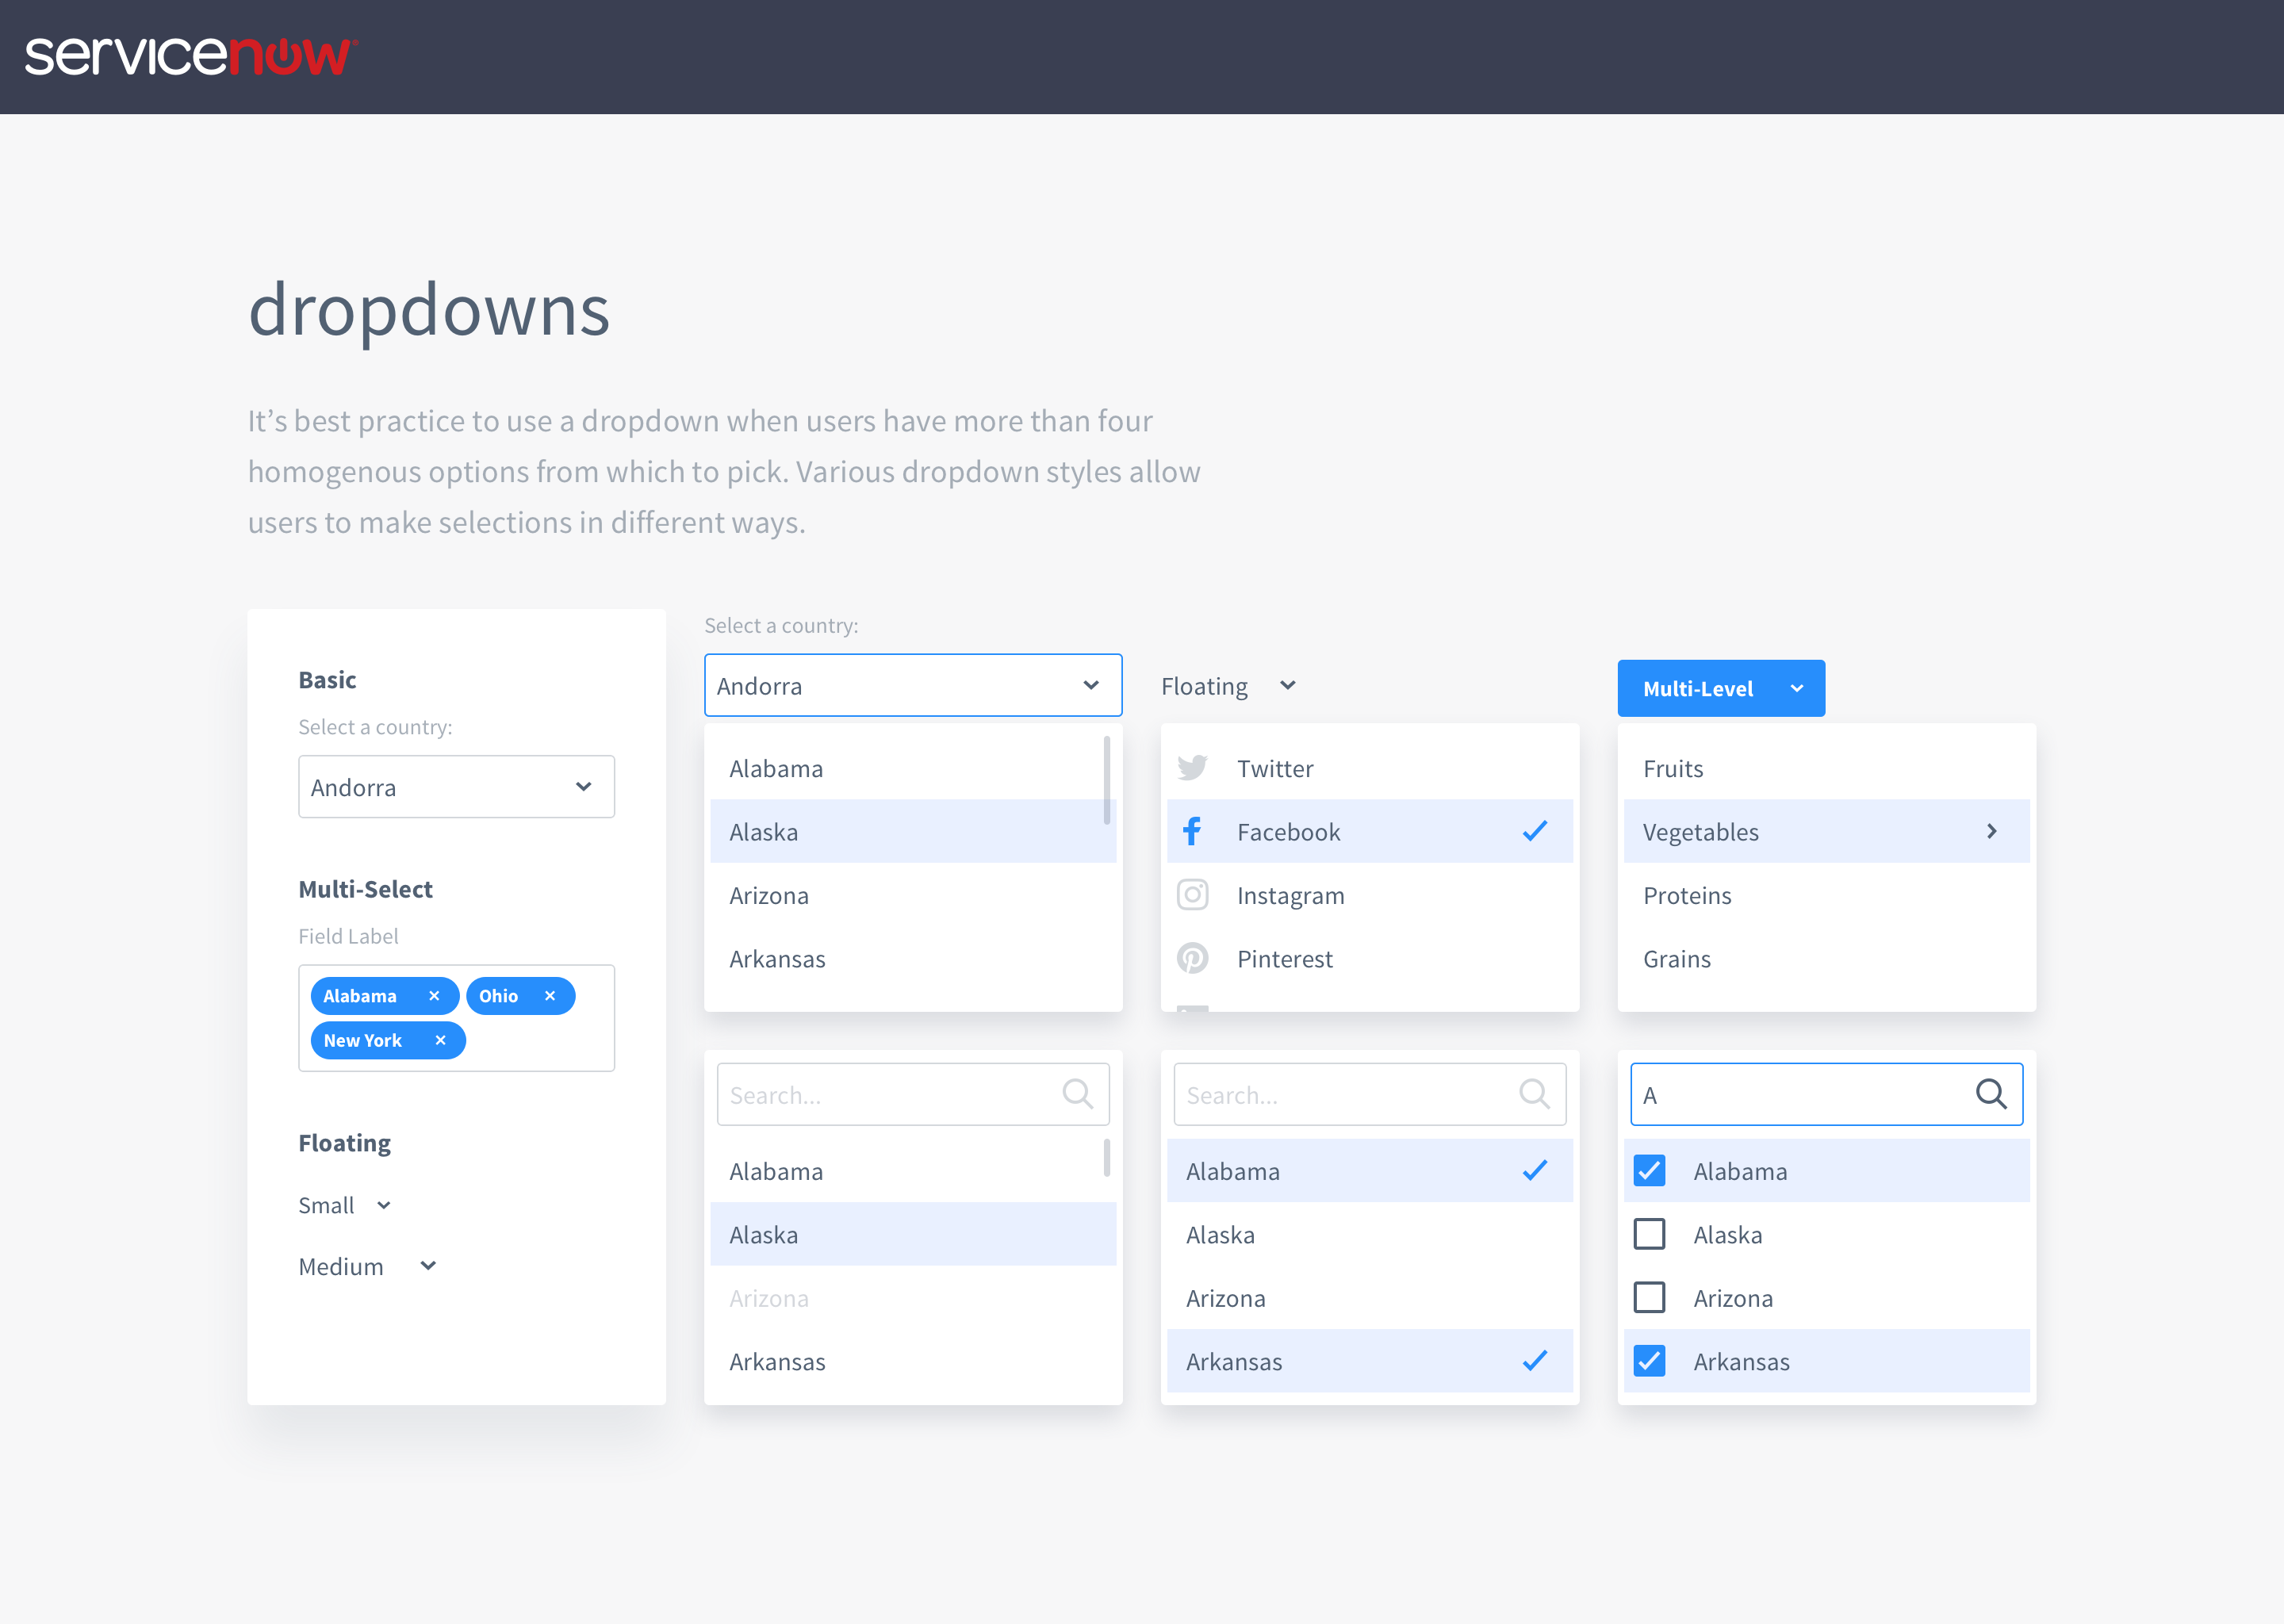 servicenow
dropdowns
It’s best practice to use a dropdown when users have more than four
homogenous options from which to pick. Various dropdown styles allow
users to make selections in different ways.
Basic
Select a country:
Andorra
Multi-Select
Field Label
Alabama × Ohio ×
New York ×
Floating
Small
Medium
Select a country:
Andorra
Alabama
Alaska
Arizona
Arkansas
Floating
Twitter
Facebook
Instagram
Pinterest
Multi-Level
Fruits
Vegetables
Proteins
Grains
Search...
Alabama
Alaska
Arizona
Arkansas
Search...
Alabama
Alaska
Arizona
Arkansas
A
Alabama
Alaska
Arizona
Arkansas